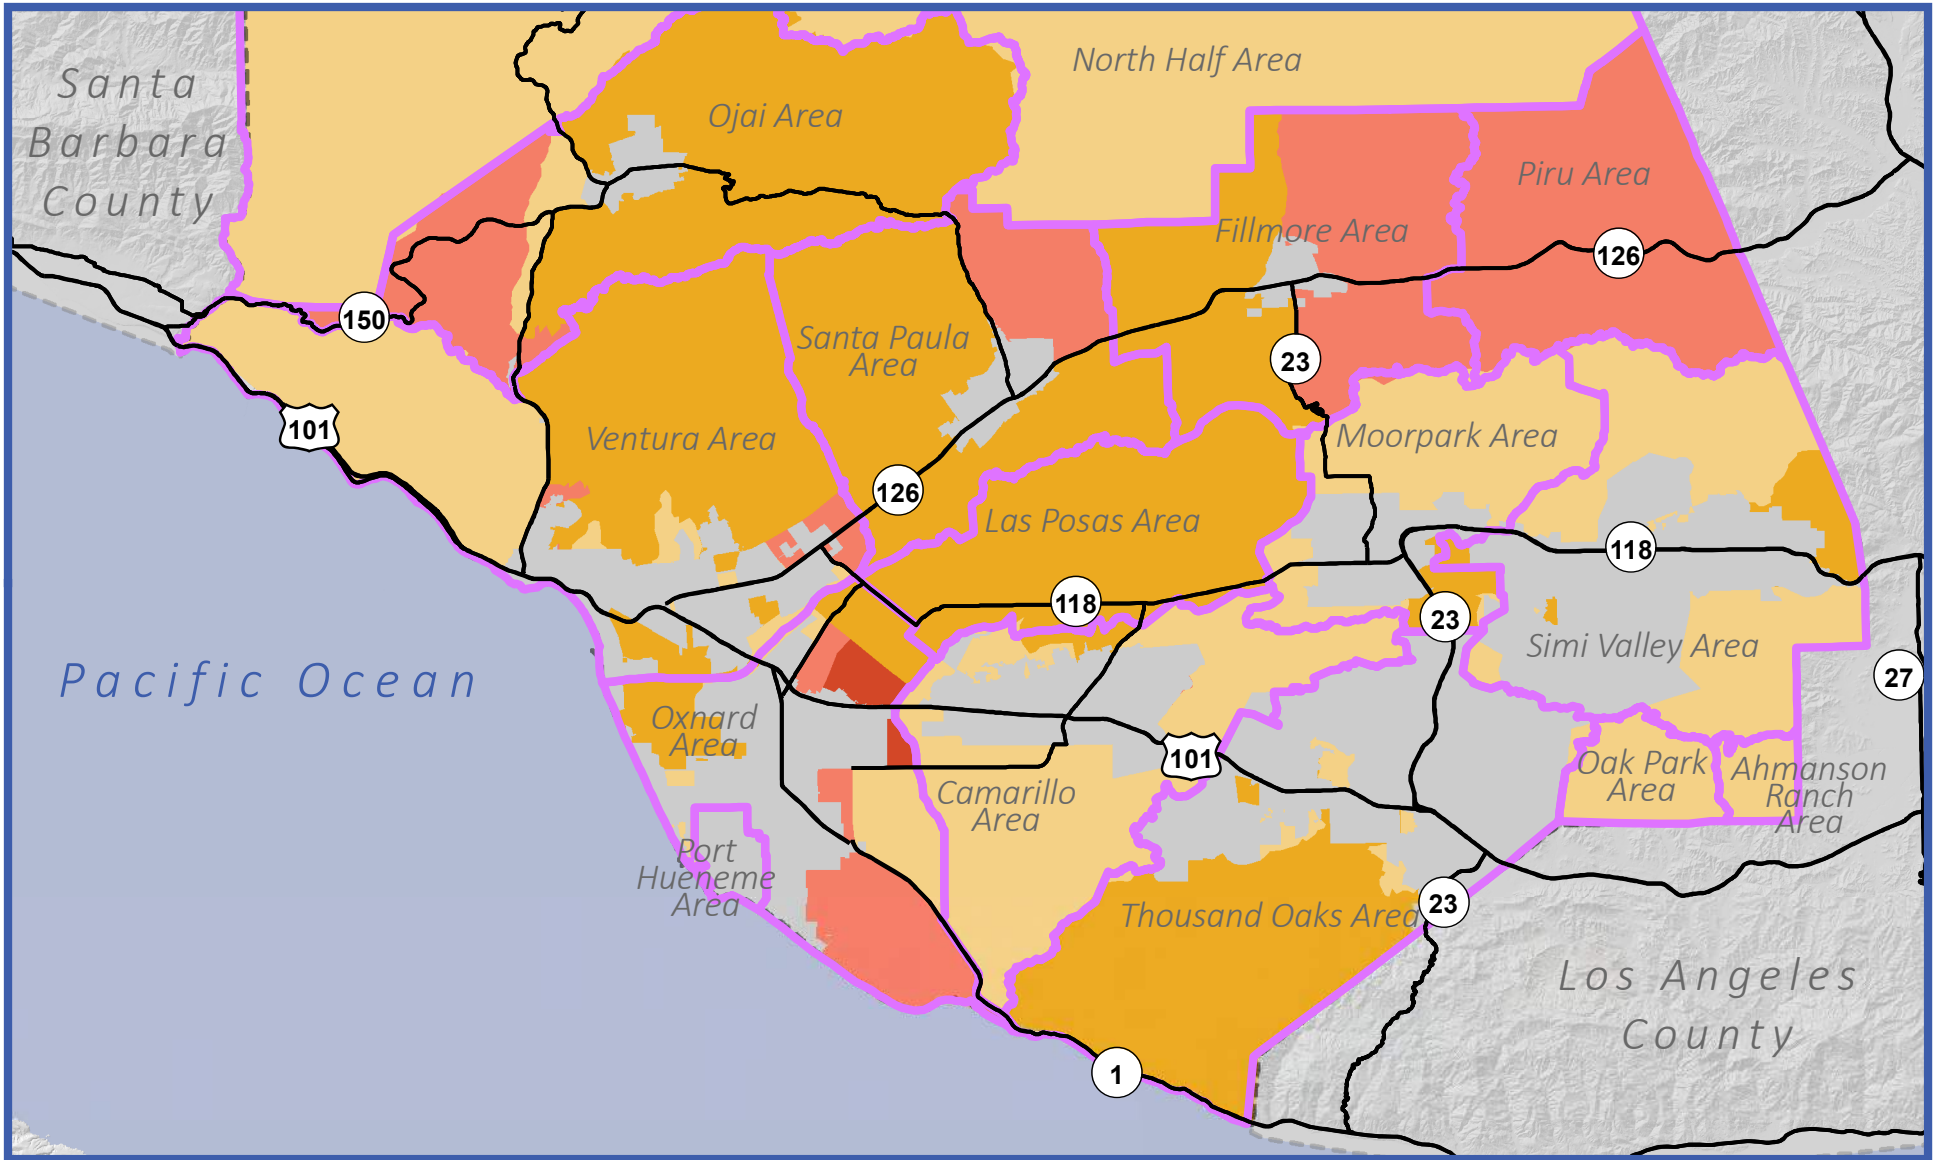 North Half Area
Santa
Barbara
County
Ojai Area
Piru Area
Fillmore Area
126
150
Santa Paula
Area
23
101
Ventura Area
Moorpark Area
126
Las Posas Area
118
118
23
Simi Valley Area
Pacific Ocean
27
Oxnard
Area
101
Oak Park
Area
Ahmanson
Ranch
Area
Camarillo
Area
Port
Hueneme
Area
23
Thousand Oaks Area
Los Angeles
County
1